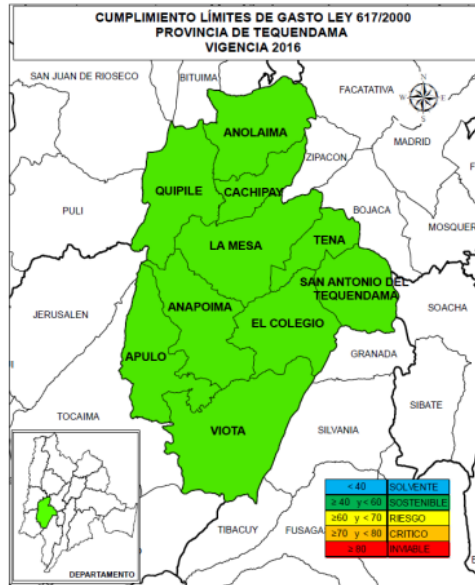 CUMPLIMIENTO LÍMITES DE GASTO LEY 617/2000
PROVINCIA DE TEQUENDAMA
VIGENCIA 2016
SAN JUAN DE RIOSECO
BITUIMA
FACATATIVA
N
W
E
S
ANOLAIMA
ZIPACON
MADRID
QUIPILE
CACHIPAY
PULI
BOJACA
MOSQUER
LA MESA
TENA
JERUSALEN
ANAPOIMA
SAN ANTONIO DEL
TEQUENDAMA
SOACHA
EL COLEGIO
APULO
GRANADA
TOCAIMA
SIBATE
VIOTA
SILVANIA
TIBACUY
FUSAGA
DEPARTAMENTO
< 40 SOLVENTE
≥ 40 y < 60 SOSTENIBLE
≥60 y < 70 RIESGO
≥70 y < 80 CRITICO
≥ 80 INVIABLE